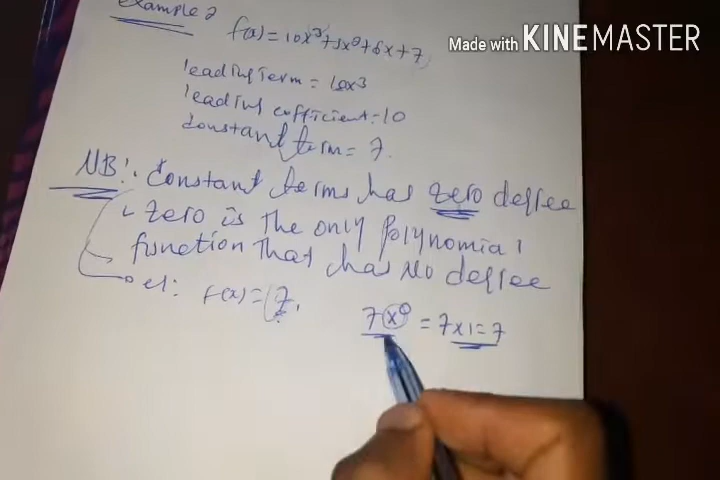 Example 2
f(x) = 10x³ + 5x² + 6x + 7,
Made with KINEMASTER
leading term = 10x³
leading coefficient = 10
Constant term = 7.
NB: . Constant terms has zero degree
. Zero is the only polynomial
function that has no degree
ex: f(x) = 7.
7x⁰ = 7x1 = 7